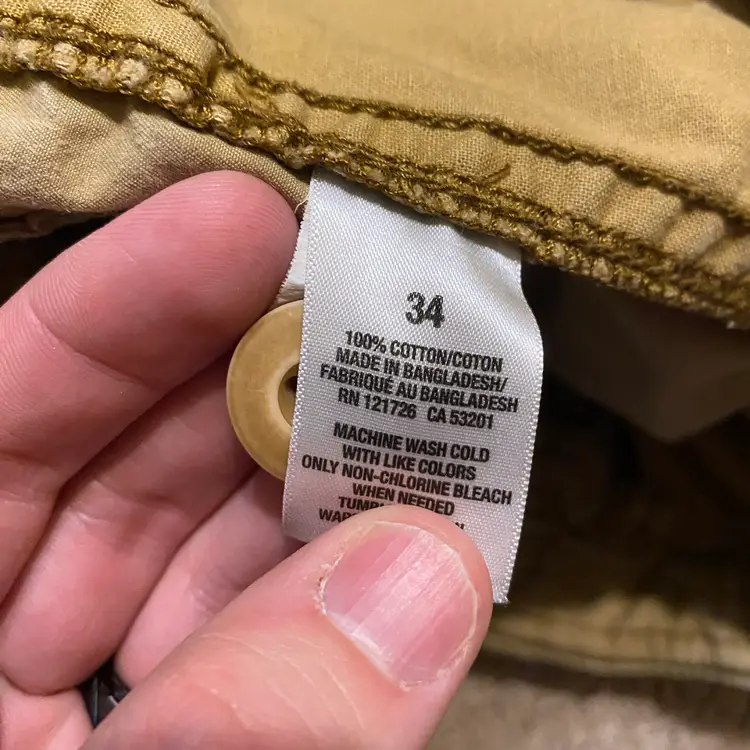 34
100% COTTON/COTON
MADE IN BANGLADESH/
FABRIQUÉ AU BANGLADESH
RN 121726 CA 53201
MACHINE WASH COLD
WITH LIKE COLORS
ONLY NON-CHLORINE BLEACH
WHEN NEEDED